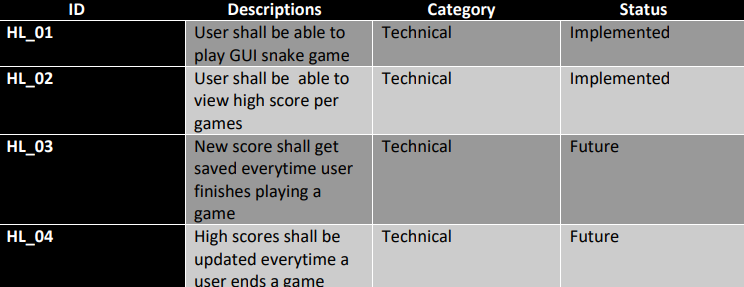 ID Descriptions Category Status
HL_01 User shall be able to Technical Implemented
play GUI snake game
HL_02 User shall be  able to Technical Implemented
view high score per
games
HL_03 New score shall get Technical Future
saved everytime user
finishes playing a
game
HL_04 High scores shall be Technical Future
updated everytime a
user ends a game